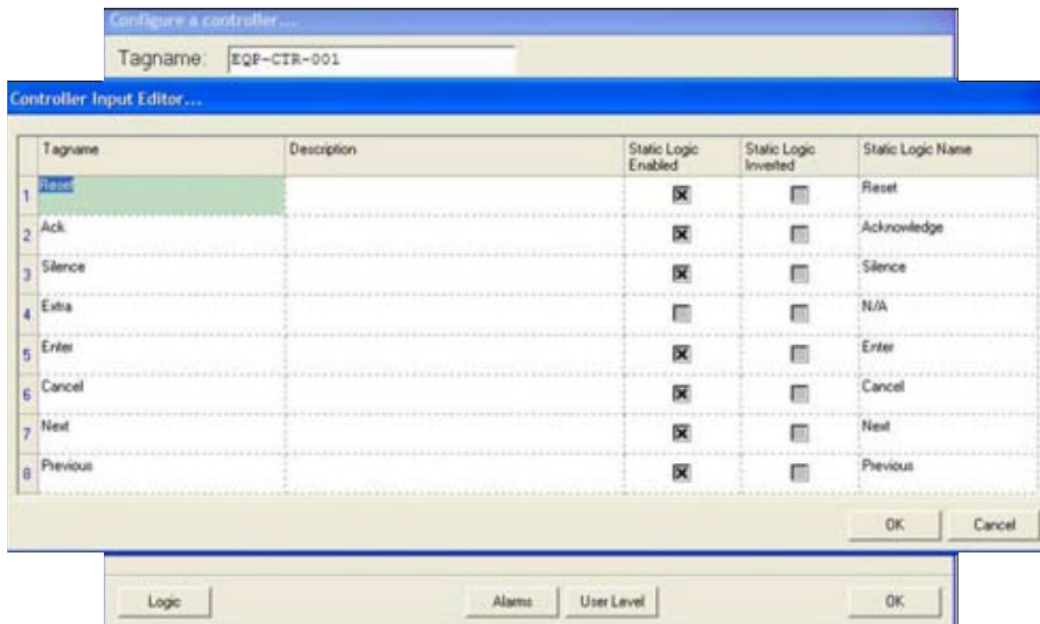 Configure a controller...
Tagname: EQP-CTR-001
Controller Input Editor...
Tagname Description Static Logic Enabled Static Logic Inverted Static Logic Name
1 Reset Reset
2 Ack Acknowledge
3 Silence Silence
4 Extra N/A
5 Enter Enter
6 Cancel Cancel
7 Next Next
8 Previous Previous
OK Cancel
Logic Alarms User Level OK